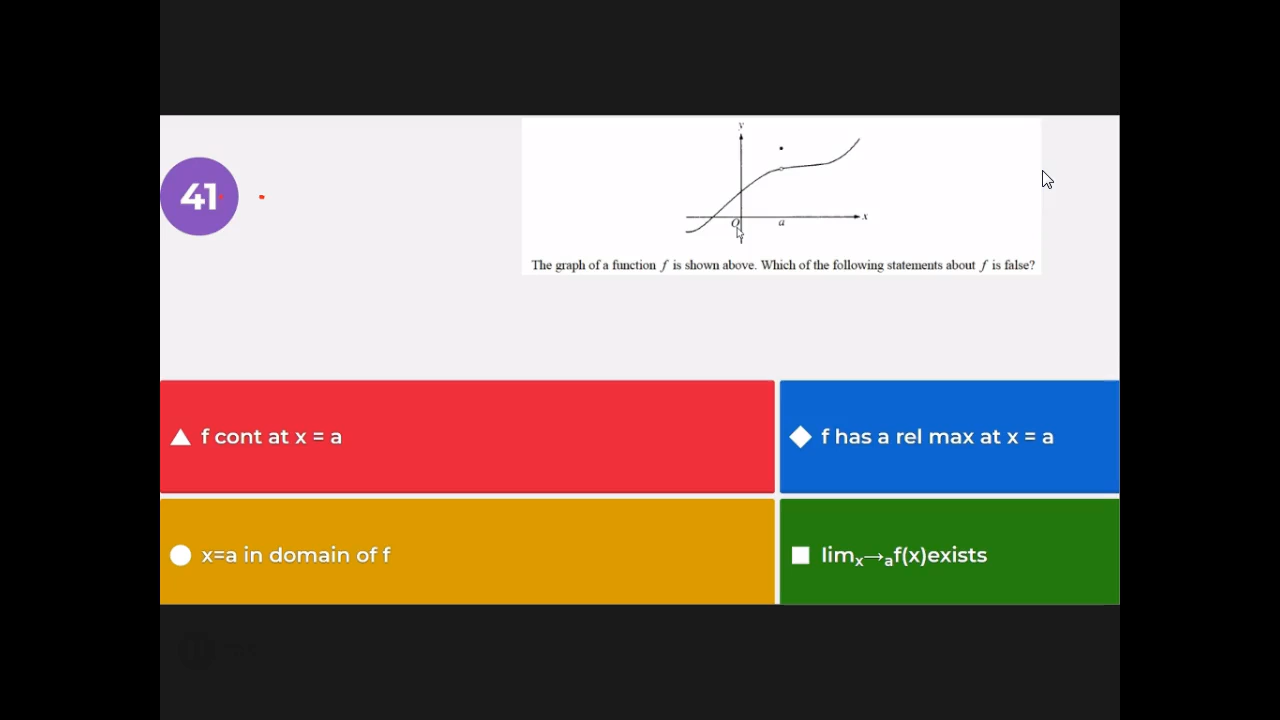 y
41
O
a
x
The graph of a function f is shown above. Which of the following statements about f is false?
f cont at x = a
f has a rel max at x = a
x=a in domain of f
limx→af(x)exists